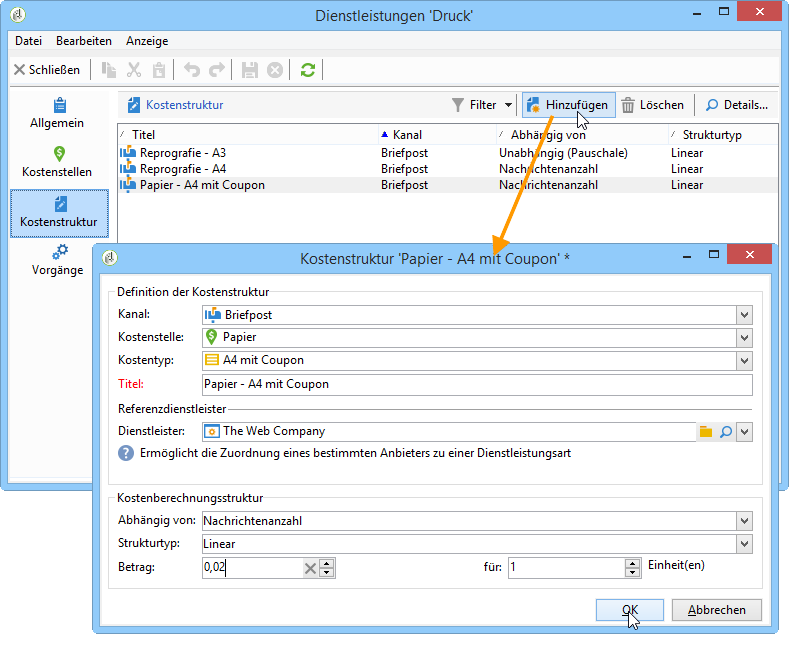 Dienstleistungen 'Druck'
Datei Bearbeiten Anzeige
Schließen
Allgemein
Kostenstellen
Kostenstruktur
Vorgänge
Kostenstruktur Filter Hinzufügen Löschen Details...
Titel Kanal Abhängig von Strukturtyp
Reprografie - A3 Briefpost Unabhängig (Pauschale) Linear
Reprografie - A4 Briefpost Nachrichtenanzahl Linear
Papier - A4 mit Coupon Briefpost Nachrichtenanzahl Linear
Kostenstruktur 'Papier - A4 mit Coupon' *
Definition der Kostenstruktur
Kanal: Briefpost
Kostenstelle: Papier
Kostentyp: A4 mit Coupon
Titel: Papier - A4 mit Coupon
Referenzdienstleister
Dienstleister: The Web Company
Ermöglicht die Zuordnung eines bestimmten Anbieters zu einer Dienstleistungsart
Kostenberechnungsstruktur
Abhängig von: Nachrichtenanzahl
Strukturtyp: Linear
Betrag: 0,02 für: 1 Einheit(en)
OK Abbrechen